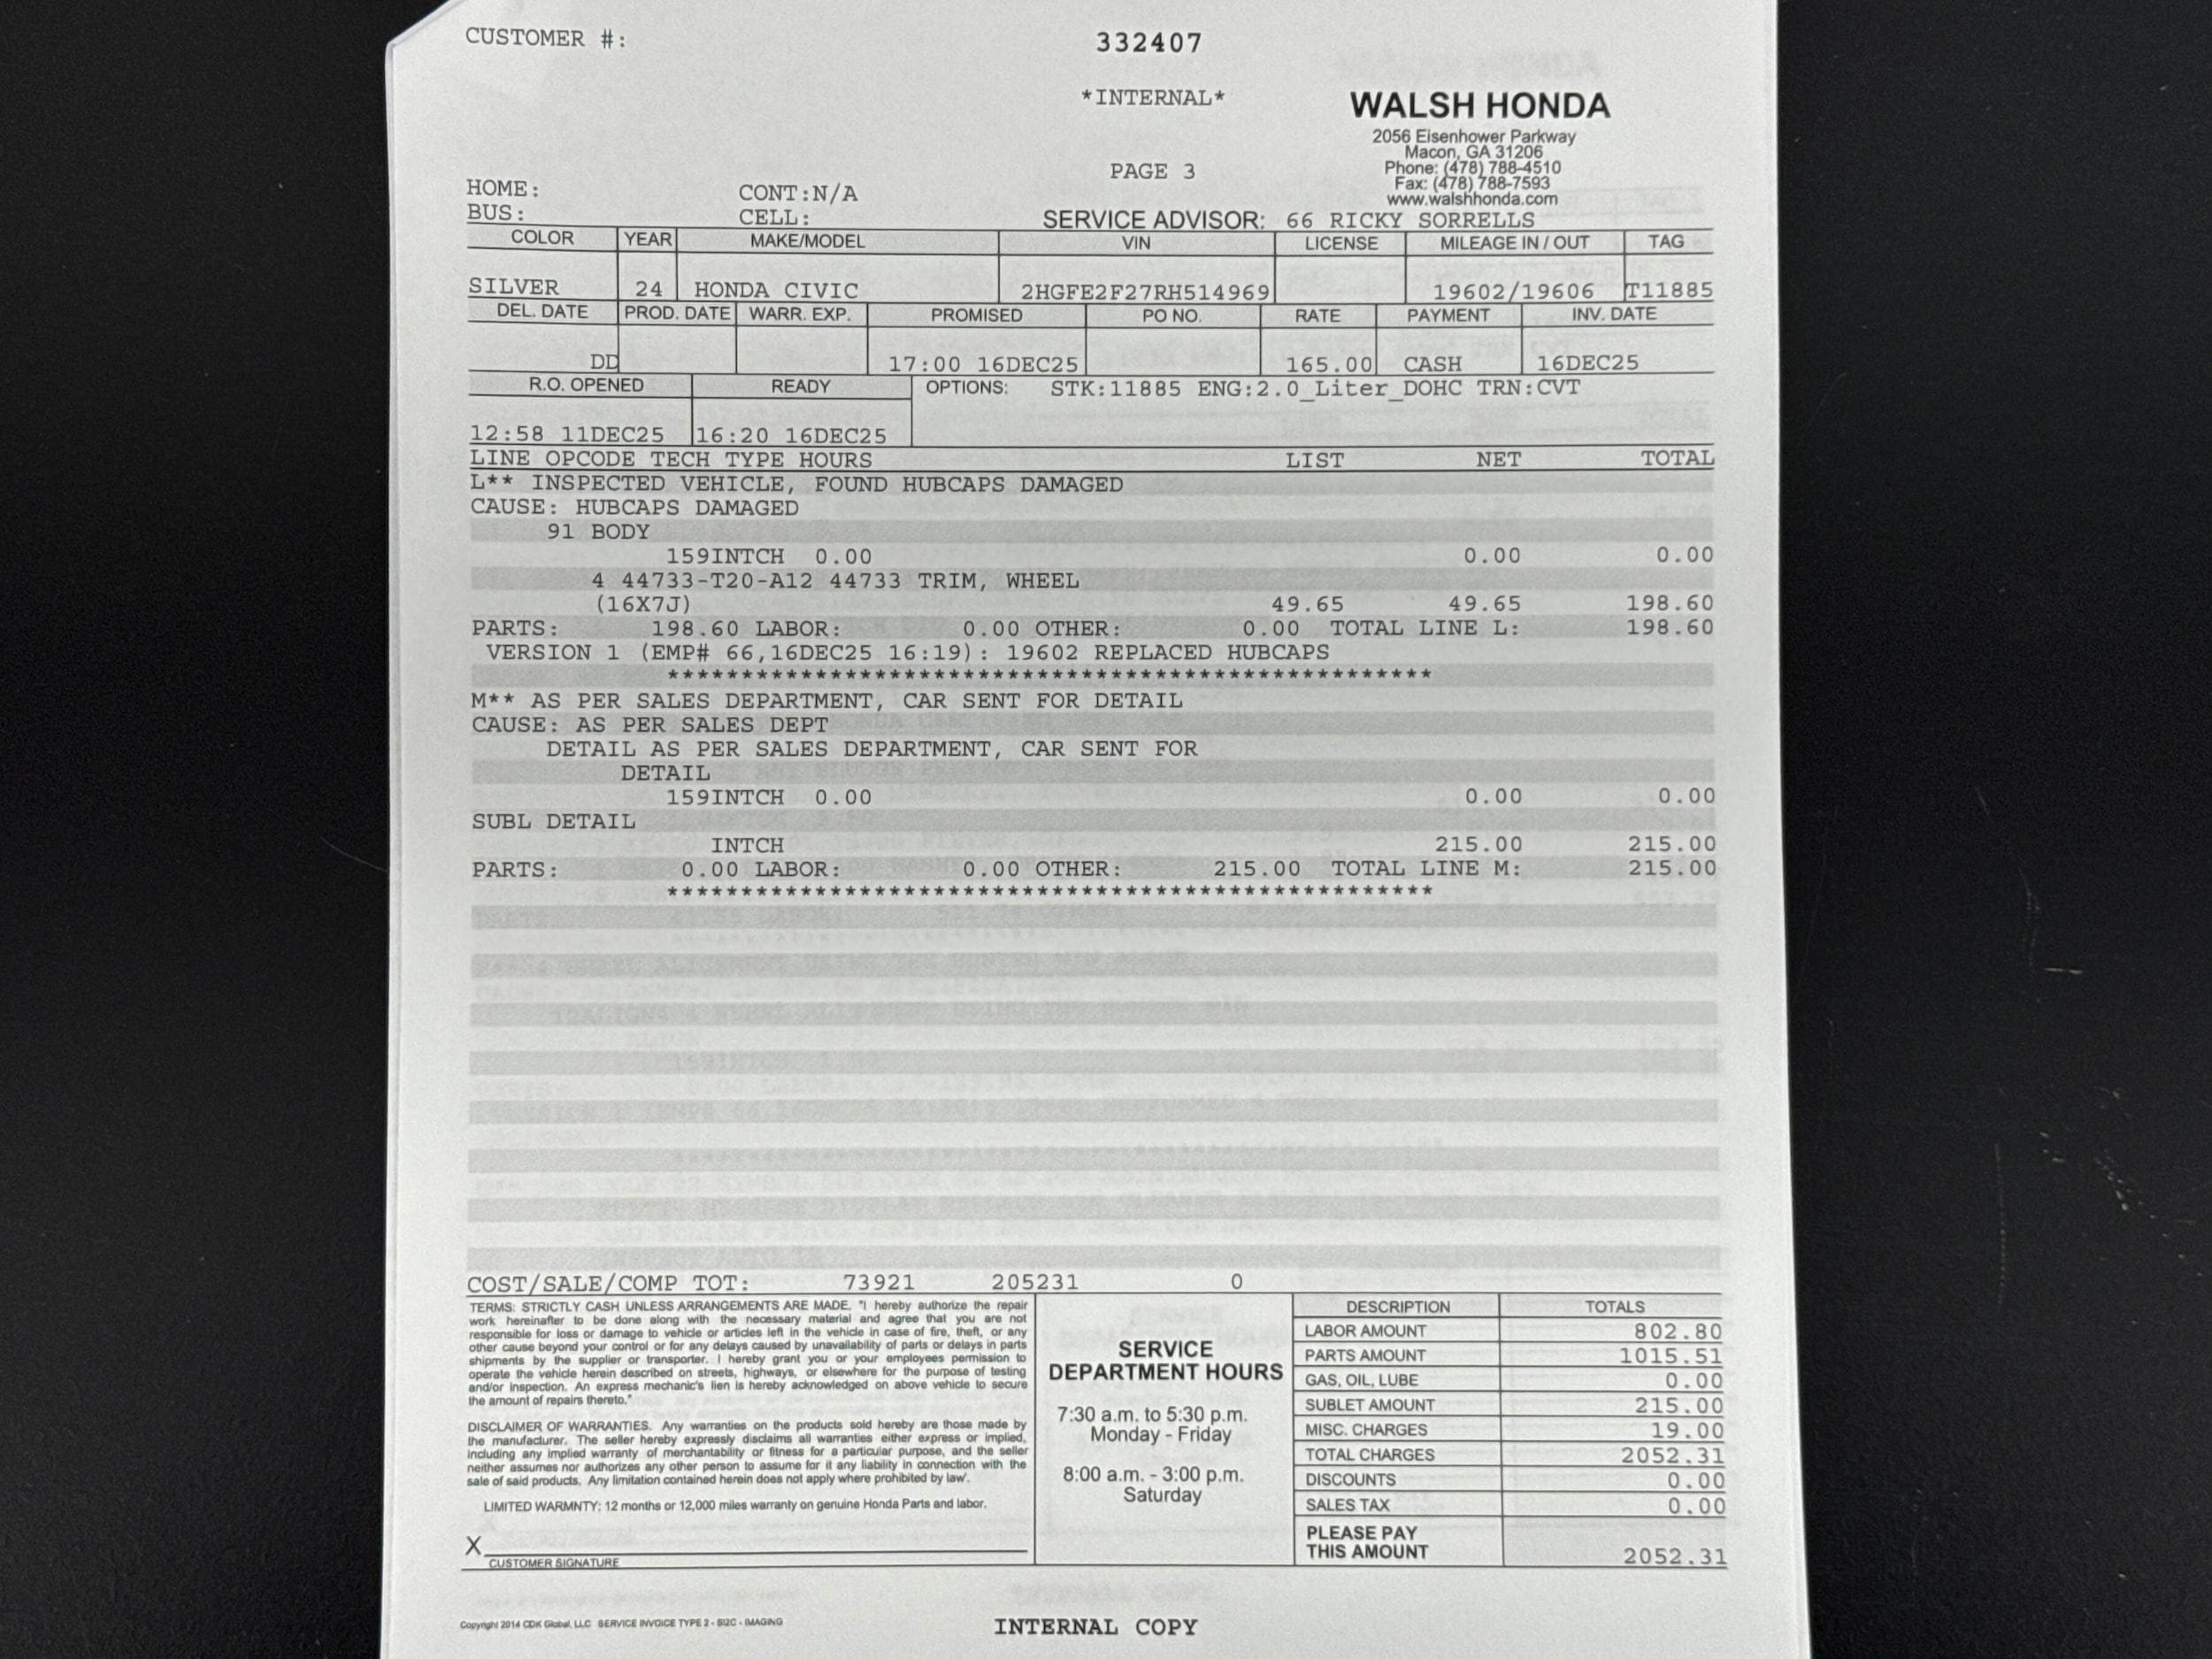 CUSTOMER #:
332407
*INTERNAL*
WALSH HONDA
2056 Eisenhower Parkway
Macon, GA 31206
Phone: (478) 788-4510
Fax: (478) 788-7593
www.walshhonda.com
PAGE 3
HOME: CONT:N/A
BUS: CELL: SERVICE ADVISOR: 66 RICKY SORRELLS
COLOR YEAR MAKE/MODEL VIN LICENSE MILEAGE IN / OUT TAG
SILVER 24 HONDA CIVIC 2HGFE2F27RH514969 19602/19606 T11885
DEL. DATE PROD. DATE WARR. EXP. PROMISED PO NO. RATE PAYMENT INV. DATE
DD 17:00 16DEC25 165.00 CASH 16DEC25
R.O. OPENED READY OPTIONS: STK:11885 ENG:2.0_Liter_DOHC TRN:CVT
12:58 11DEC25 16:20 16DEC25
LINE OPCODE TECH TYPE HOURS LIST NET TOTAL
L** INSPECTED VEHICLE, FOUND HUBCAPS DAMAGED
CAUSE: HUBCAPS DAMAGED
91 BODY
159INTCH 0.00 0.00 0.00
4 44733-T20-A12 44733 TRIM, WHEEL
(16X7J) 49.65 49.65 198.60
PARTS: 198.60 LABOR: 0.00 OTHER: 0.00 TOTAL LINE L: 198.60
VERSION 1 (EMP# 66,16DEC25 16:19): 19602 REPLACED HUBCAPS
****************************************************
M** AS PER SALES DEPARTMENT, CAR SENT FOR DETAIL
CAUSE: AS PER SALES DEPT
DETAIL AS PER SALES DEPARTMENT, CAR SENT FOR
DETAIL
159INTCH 0.00 0.00 0.00
SUBL DETAIL
INTCH 215.00 215.00
PARTS: 0.00 LABOR: 0.00 OTHER: 215.00 TOTAL LINE M: 215.00
****************************************************
COST/SALE/COMP TOT: 73921 205231 0
TERMS: STRICTLY CASH UNLESS ARRANGEMENTS ARE MADE. "I hereby authorize the repair
work hereinafter to be done along with the necessary material and agree that you are not
responsible for loss or damage to vehicle or articles left in the vehicle in case of fire, theft, or any
other cause beyond your control or for any delays caused by unavailability of parts or delays in parts
shipments by the supplier or transporter. I hereby grant you or your employees permission to
operate the vehicle herein described on streets, highways, or elsewhere for the purpose of testing
and/or inspection. An express mechanic's lien is hereby acknowledged on above vehicle to secure
the amount of repairs thereto."
DISCLAIMER OF WARRANTIES. Any warranties on the products sold hereby are those made by
the manufacturer. The seller hereby expressly disclaims all warranties either express or implied,
including any implied warranty of merchantability or fitness for a particular purpose, and the seller
neither assumes nor authorizes any other person to assume for it any liability in connection with the
sale of said products. Any limitation contained herein does not apply where prohibited by law'.
LIMITED WARMNTY: 12 months or 12,000 miles warranty on genuine Honda Parts and labor.
X
CUSTOMER SIGNATURE
SERVICE
DEPARTMENT HOURS
7:30 a.m. to 5:30 p.m.
Monday - Friday
8:00 a.m. - 3:00 p.m.
Saturday
DESCRIPTION TOTALS
LABOR AMOUNT 802.80
PARTS AMOUNT 1015.51
GAS, OIL, LUBE 0.00
SUBLET AMOUNT 215.00
MISC. CHARGES 19.00
TOTAL CHARGES 2052.31
DISCOUNTS 0.00
SALES TAX 0.00
PLEASE PAY
THIS AMOUNT 2052.31
Copyright 2014 CDK Global, LLC SERVICE INVOICE TYPE 2 - SI2C - IMAGING
INTERNAL COPY